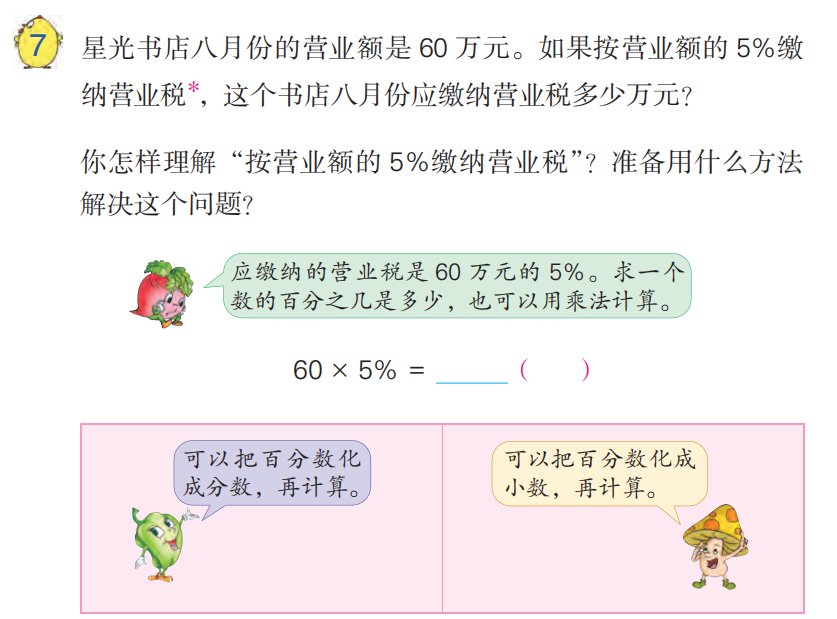 7
星光书店八月份的营业额是 60 万元。如果按营业额的 5%缴
纳营业税*，这个书店八月份应缴纳营业税多少万元？
你怎样理解“按营业额的 5%缴纳营业税”？准备用什么方法
解决这个问题？
应缴纳的营业税是 60 万元的 5%。求一个
数的百分之几是多少，也可以用乘法计算。
60 × 5% = ____ (    )
可以把百分数化
成分数，再计算。
可以把百分数化成
小数，再计算。